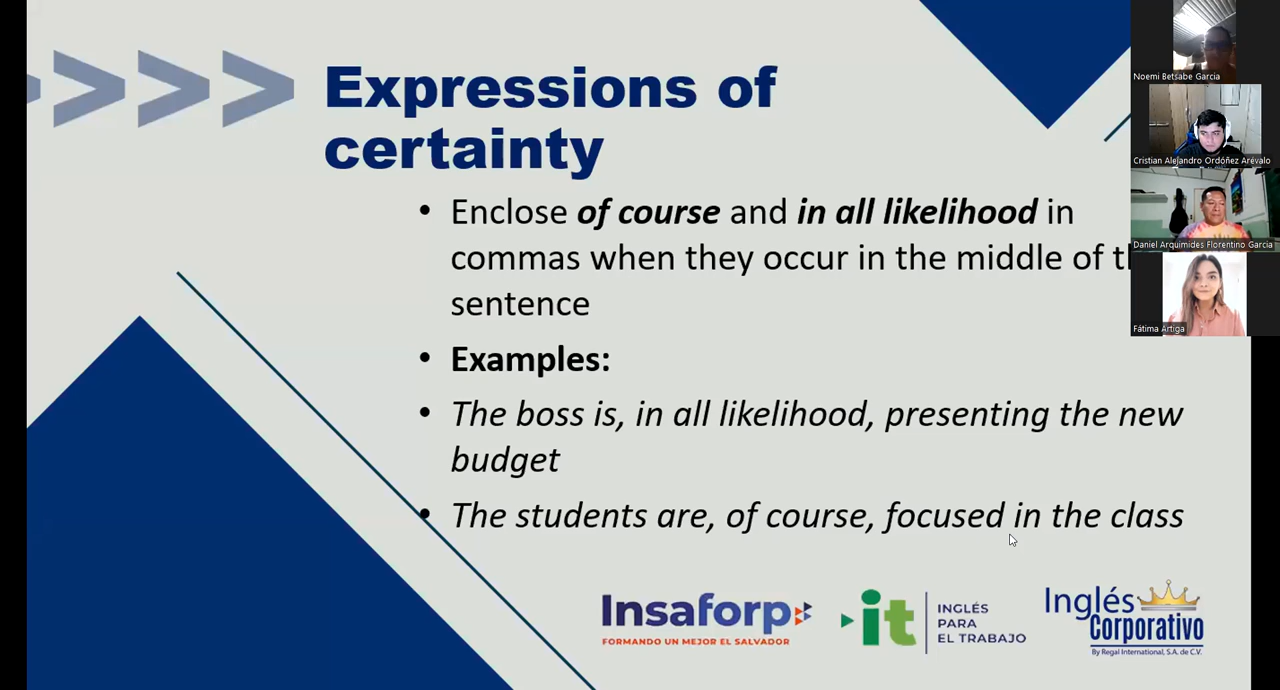 Expressions of
certainty
• Enclose of course and in all likelihood in
commas when they occur in the middle of t
sentence
• Examples:
• The boss is, in all likelihood, presenting the new
budget
• The students are, of course, focused in the class
Noemi Betsabe Garcia
Cristian Alejandro Ordóñez Arévalo
Daniel Arquimides Florentino Garcia
Fátima Artiga
Insaforp
FORMANDO UN MEJOR EL SALVADOR
it
INGLÉS
PARA
EL TRABAJO
Inglés
Corporativo
By Regal International, S.A. de C.V.